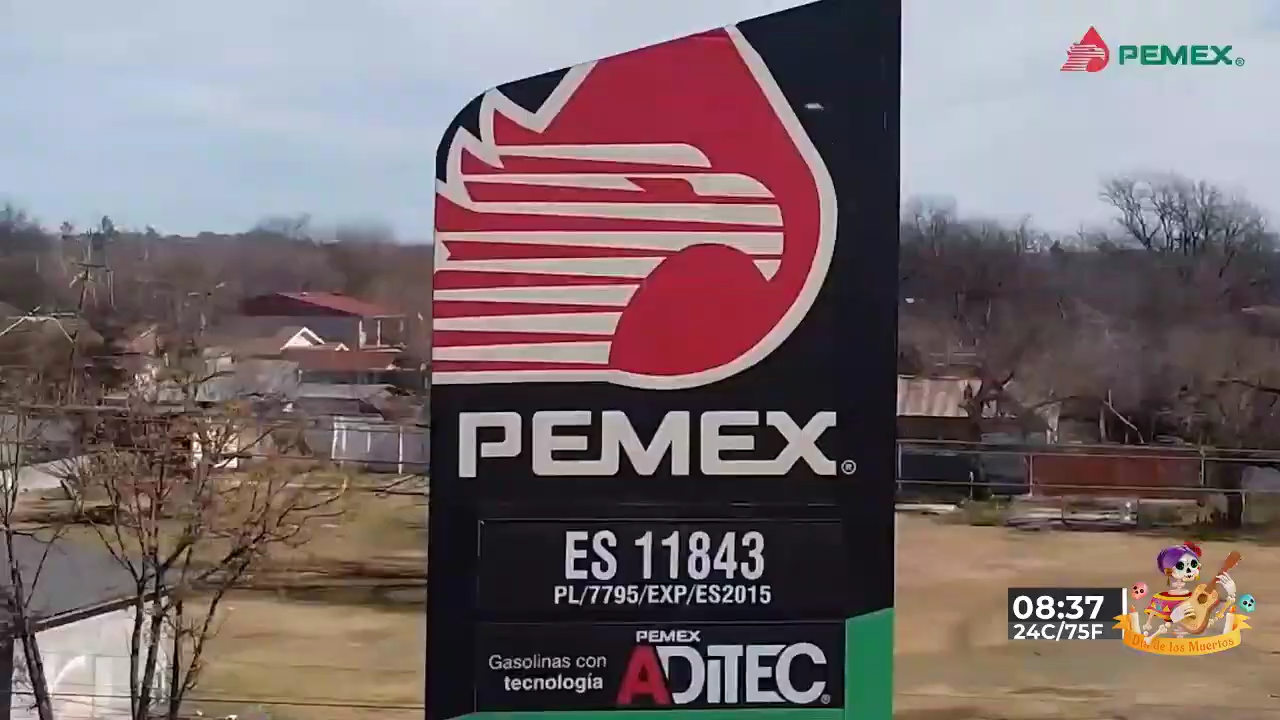 PEMEX®
PEMEX®
ES 11843
PL/7795/EXP/ES2015
PEMEX
Gasolinas con
tecnología
ADiTEC®
08:37
24C/75F
Día de los Muertos